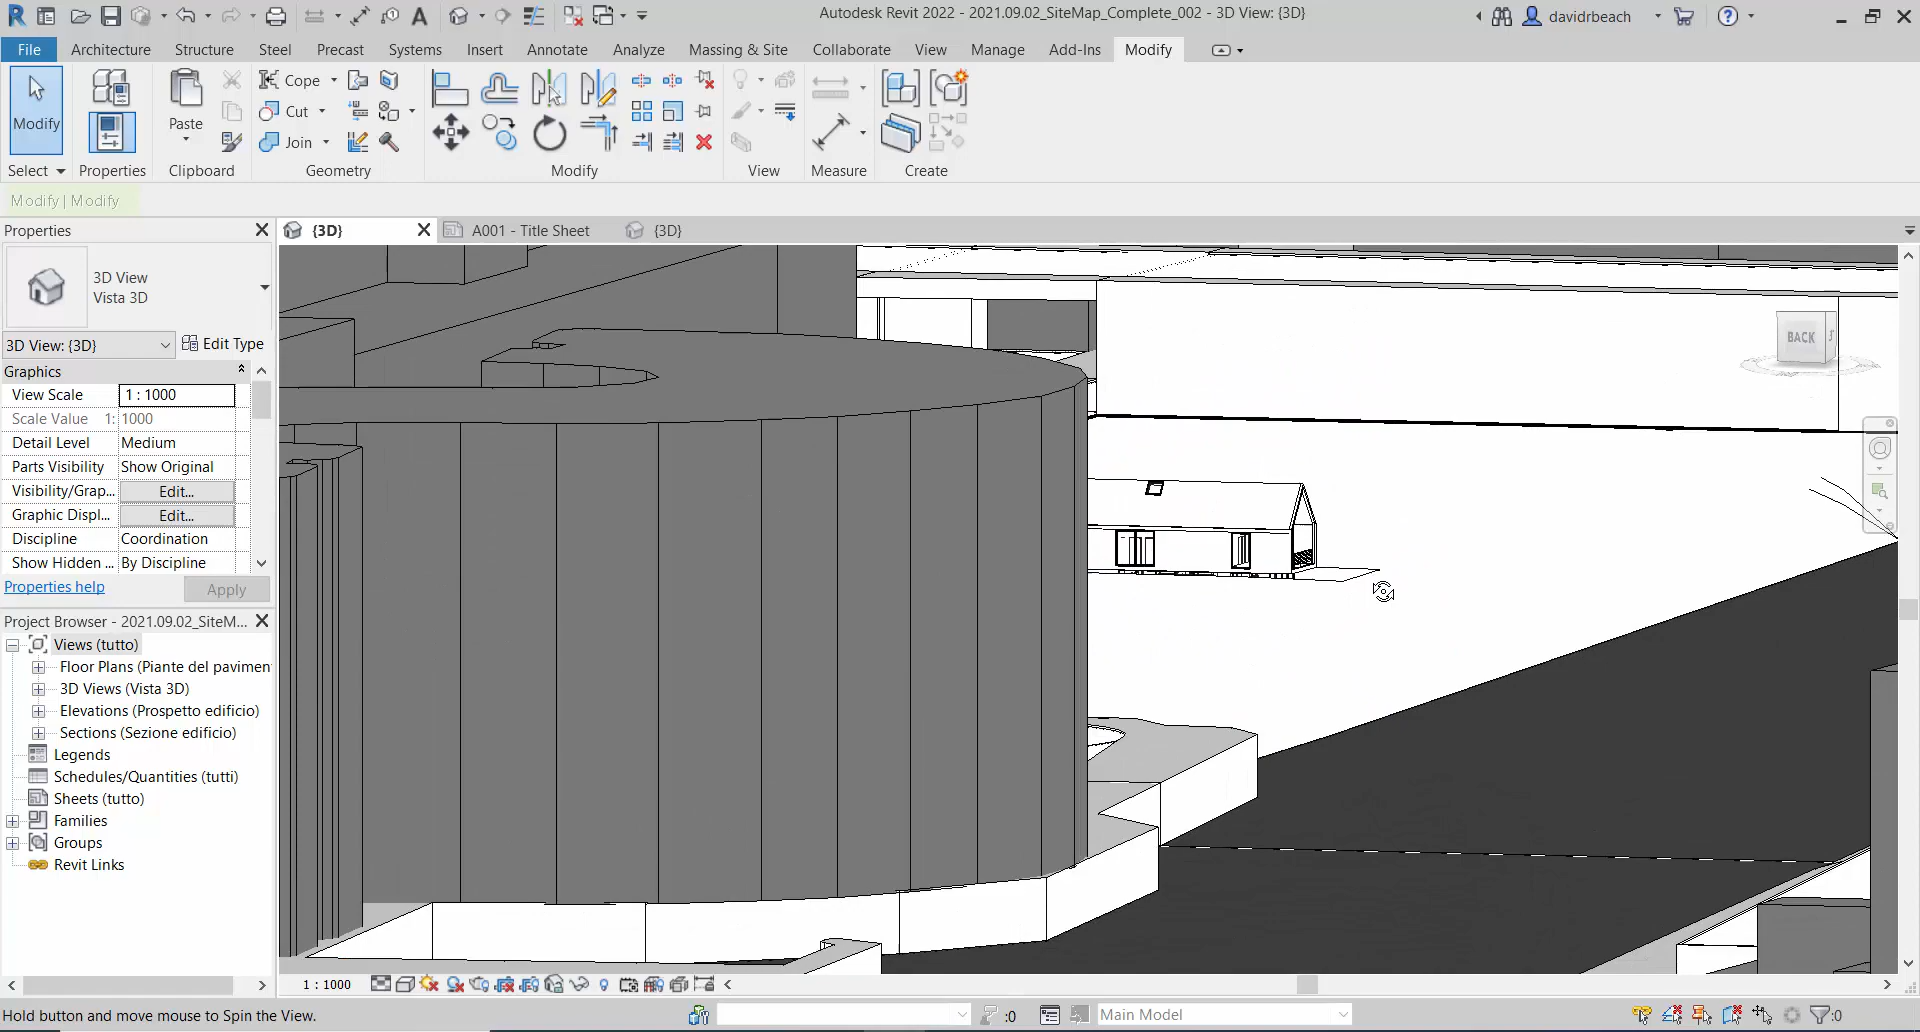 Autodesk Revit 2022 - 2021.09.02_SiteMap_Complete_002 - 3D View: {3D}
davidrbeach
File Architecture Structure Steel Precast Systems Insert Annotate Analyze Massing & Site Collaborate View Manage Add-Ins Modify
Modify
Paste
Cope
Cut
Join
Select Properties Clipboard Geometry Modify View Measure Create
Modify | Modify
Properties
{3D} A001 - Title Sheet {3D}
3D View
Vista 3D
3D View: {3D} Edit Type
Graphics
View Scale 1 : 1000
Scale Value 1: 1000
Detail Level Medium
Parts Visibility Show Original
Visibility/Grap... Edit...
Graphic Displ... Edit...
Discipline Coordination
Show Hidden ... By Discipline
Properties help Apply
BACK
Project Browser - 2021.09.02_SiteM...
Views (tutto)
Floor Plans (Piante del pavimen
3D Views (Vista 3D)
Elevations (Prospetto edificio)
Sections (Sezione edificio)
Legends
Schedules/Quantities (tutti)
Sheets (tutto)
Families
Groups
Revit Links
1 : 1000
Hold button and move mouse to Spin the View. :0 Main Model :0